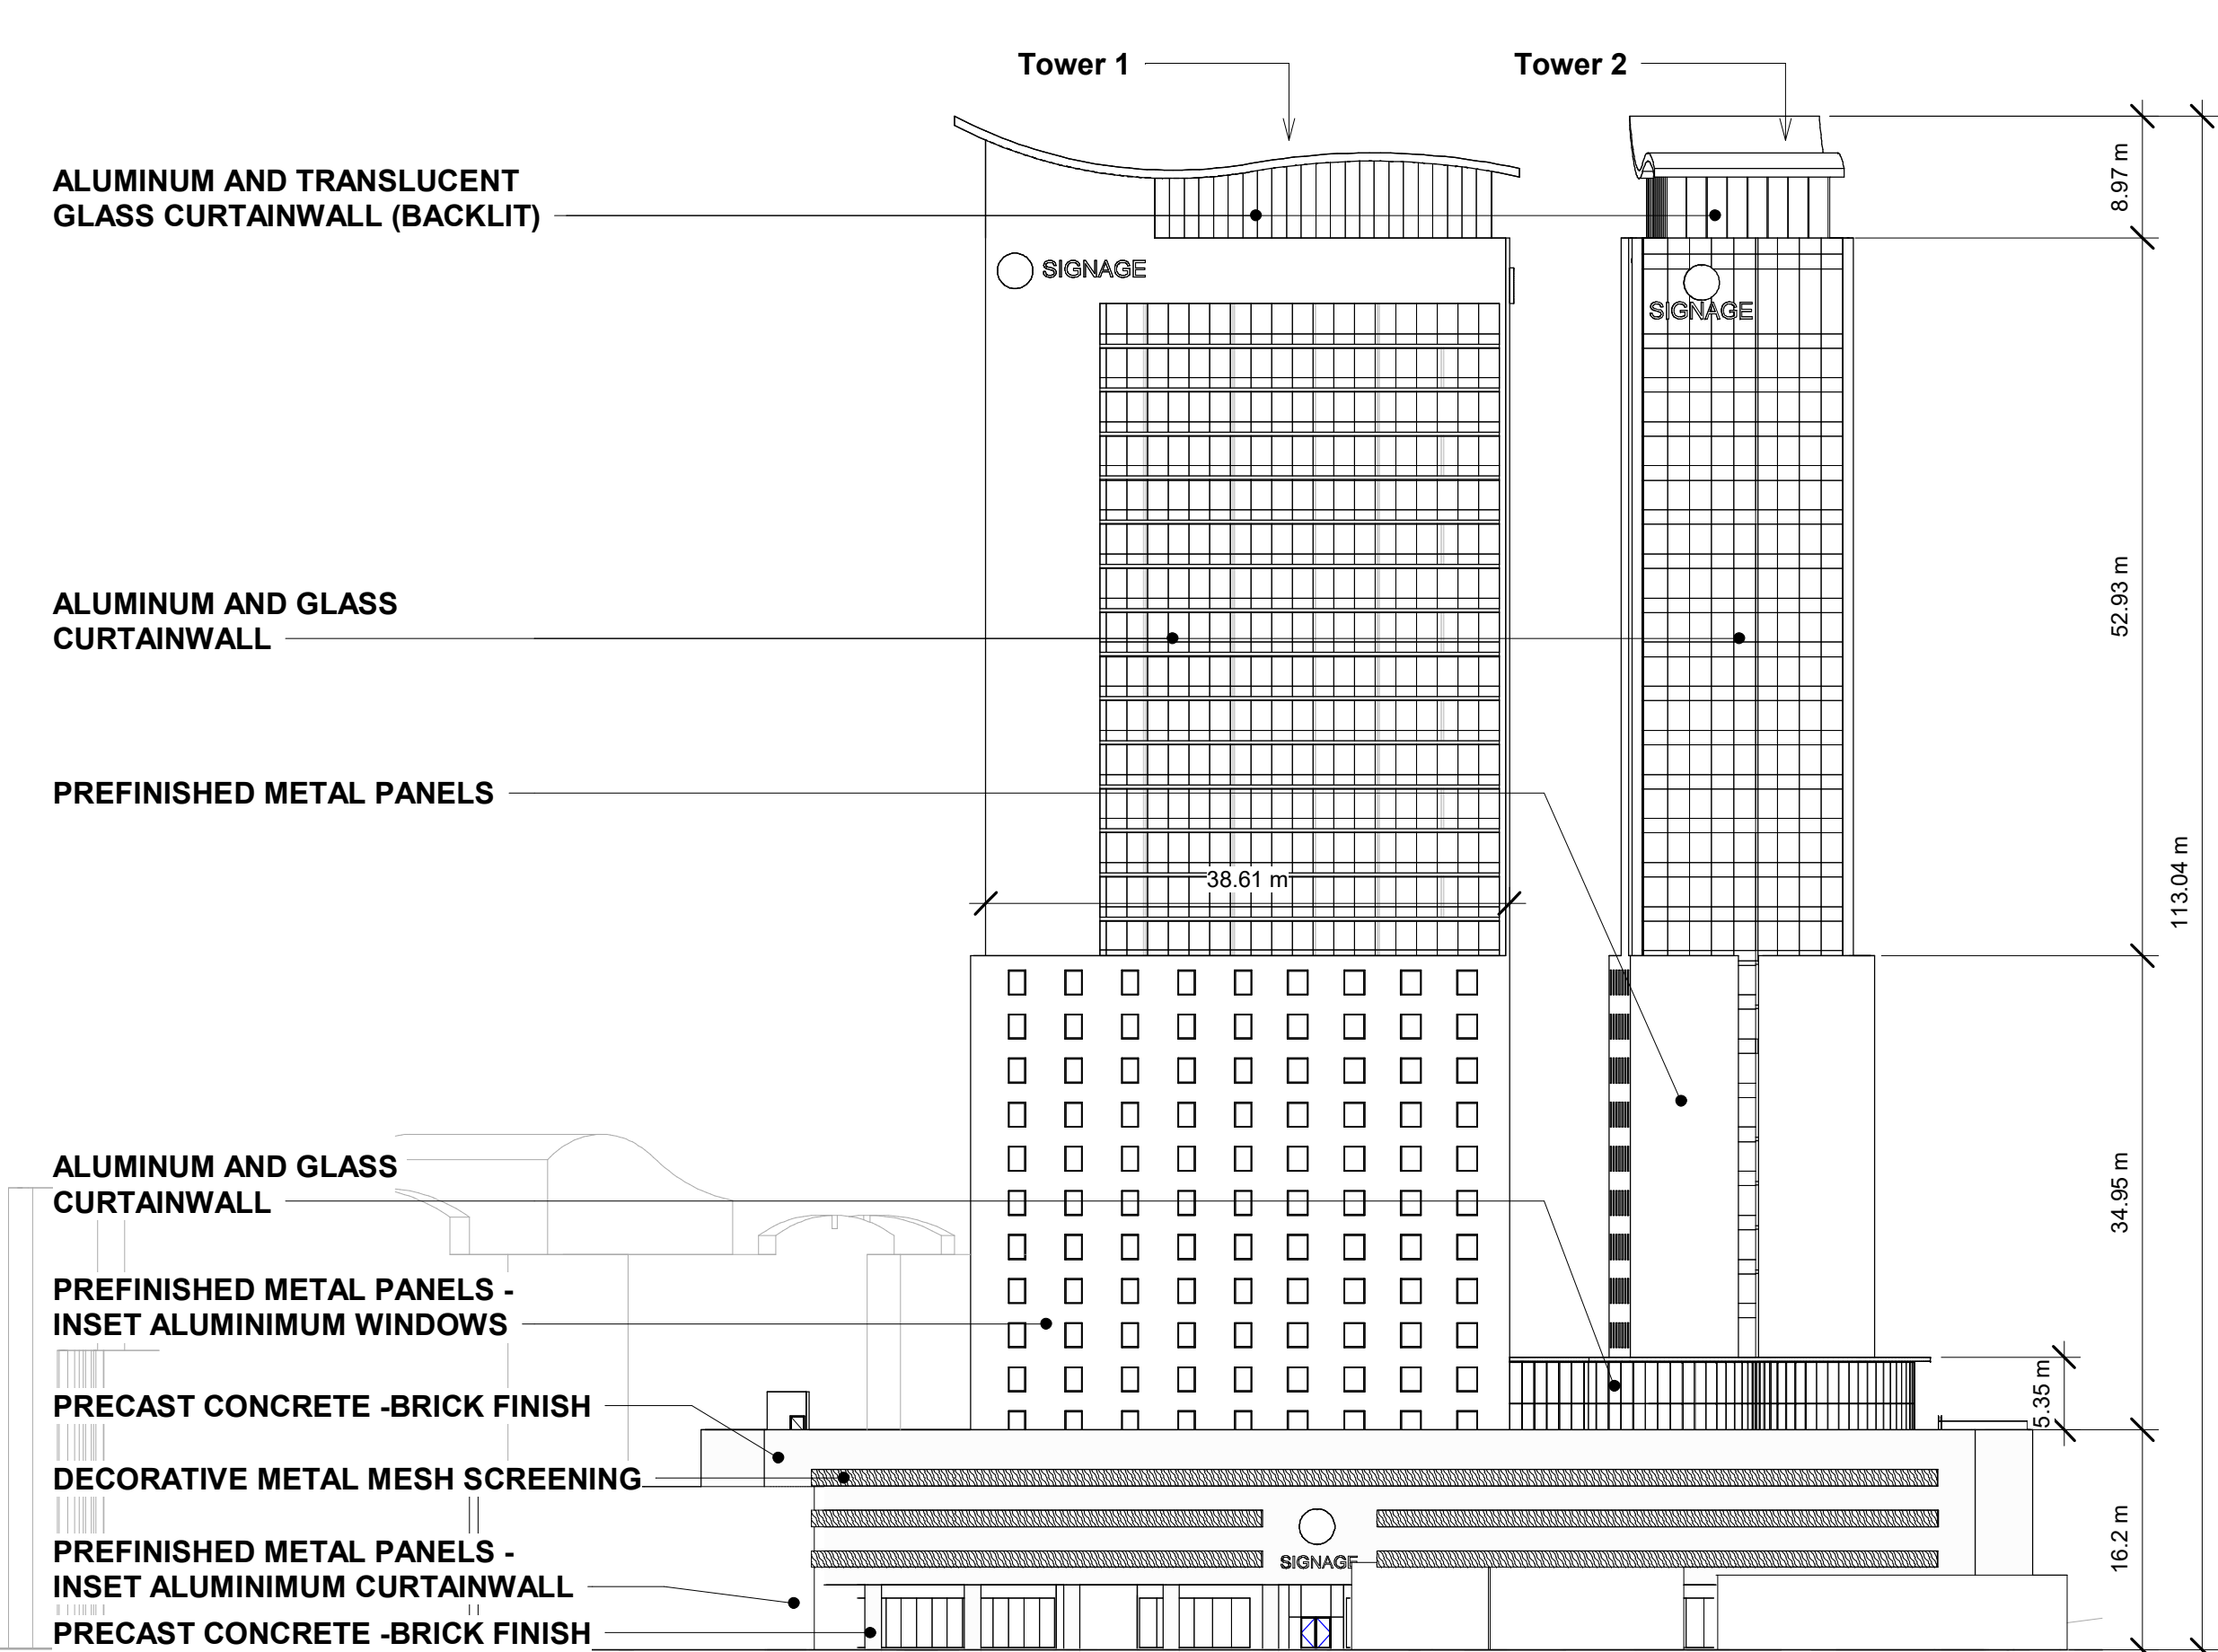 Tower 1
Tower 2
ALUMINUM AND TRANSLUCENT
GLASS CURTAINWALL (BACKLIT)
8.97 m
SIGNAGE
SIGNAGE
ALUMINUM AND GLASS
CURTAINWALL
52.93 m
PREFINISHED METAL PANELS
38.61 m
113.04 m
ALUMINUM AND GLASS
CURTAINWALL
34.95 m
PREFINISHED METAL PANELS -
INSET ALUMINIMUM WINDOWS
PRECAST CONCRETE -BRICK FINISH
5.35 m
DECORATIVE METAL MESH SCREENING
16.2 m
SIGNAGE
PREFINISHED METAL PANELS -
INSET ALUMINIMUM CURTAINWALL
PRECAST CONCRETE -BRICK FINISH